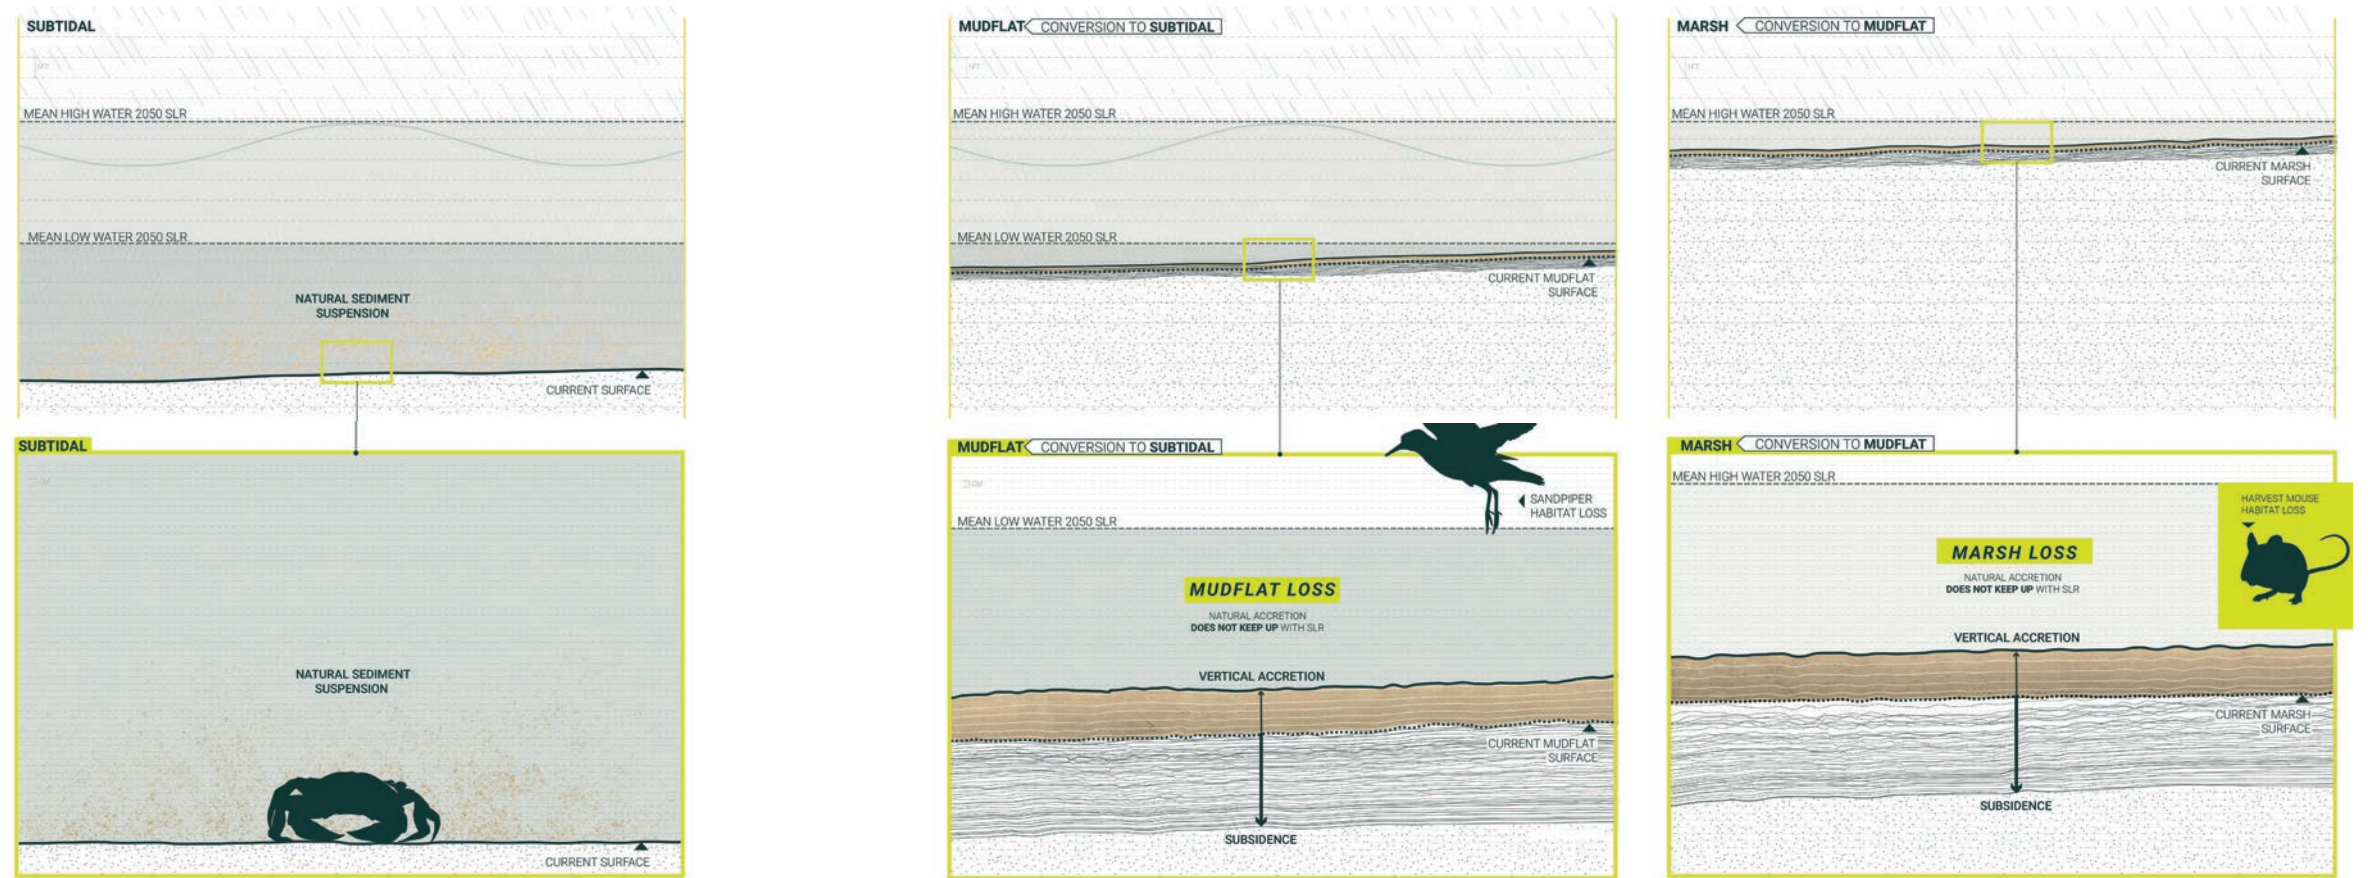 SUBTIDAL
1FT
MEAN HIGH WATER 2050 SLR
MEAN LOW WATER 2050 SLR
NATURAL SEDIMENT
SUSPENSION
CURRENT SURFACE
MUDFLAT CONVERSION TO SUBTIDAL
1FT
MEAN HIGH WATER 2050 SLR
MEAN LOW WATER 2050 SLR
CURRENT MUDFLAT
SURFACE
MARSH CONVERSION TO MUDFLAT
1FT
MEAN HIGH WATER 2050 SLR
CURRENT MARSH
SURFACE
SUBTIDAL
NATURAL SEDIMENT
SUSPENSION
CURRENT SURFACE
MUDFLAT CONVERSION TO SUBTIDAL
SANDPIPER
HABITAT LOSS
MEAN LOW WATER 2050 SLR
MUDFLAT LOSS
NATURAL ACCRETION
DOES NOT KEEP UP WITH SLR
VERTICAL ACCRETION
CURRENT MUDFLAT
SURFACE
SUBSIDENCE
MARSH CONVERSION TO MUDFLAT
MEAN HIGH WATER 2050 SLR
HARVEST MOUSE
HABITAT LOSS
MARSH LOSS
NATURAL ACCRETION
DOES NOT KEEP UP WITH SLR
VERTICAL ACCRETION
CURRENT MARSH
SURFACE
SUBSIDENCE